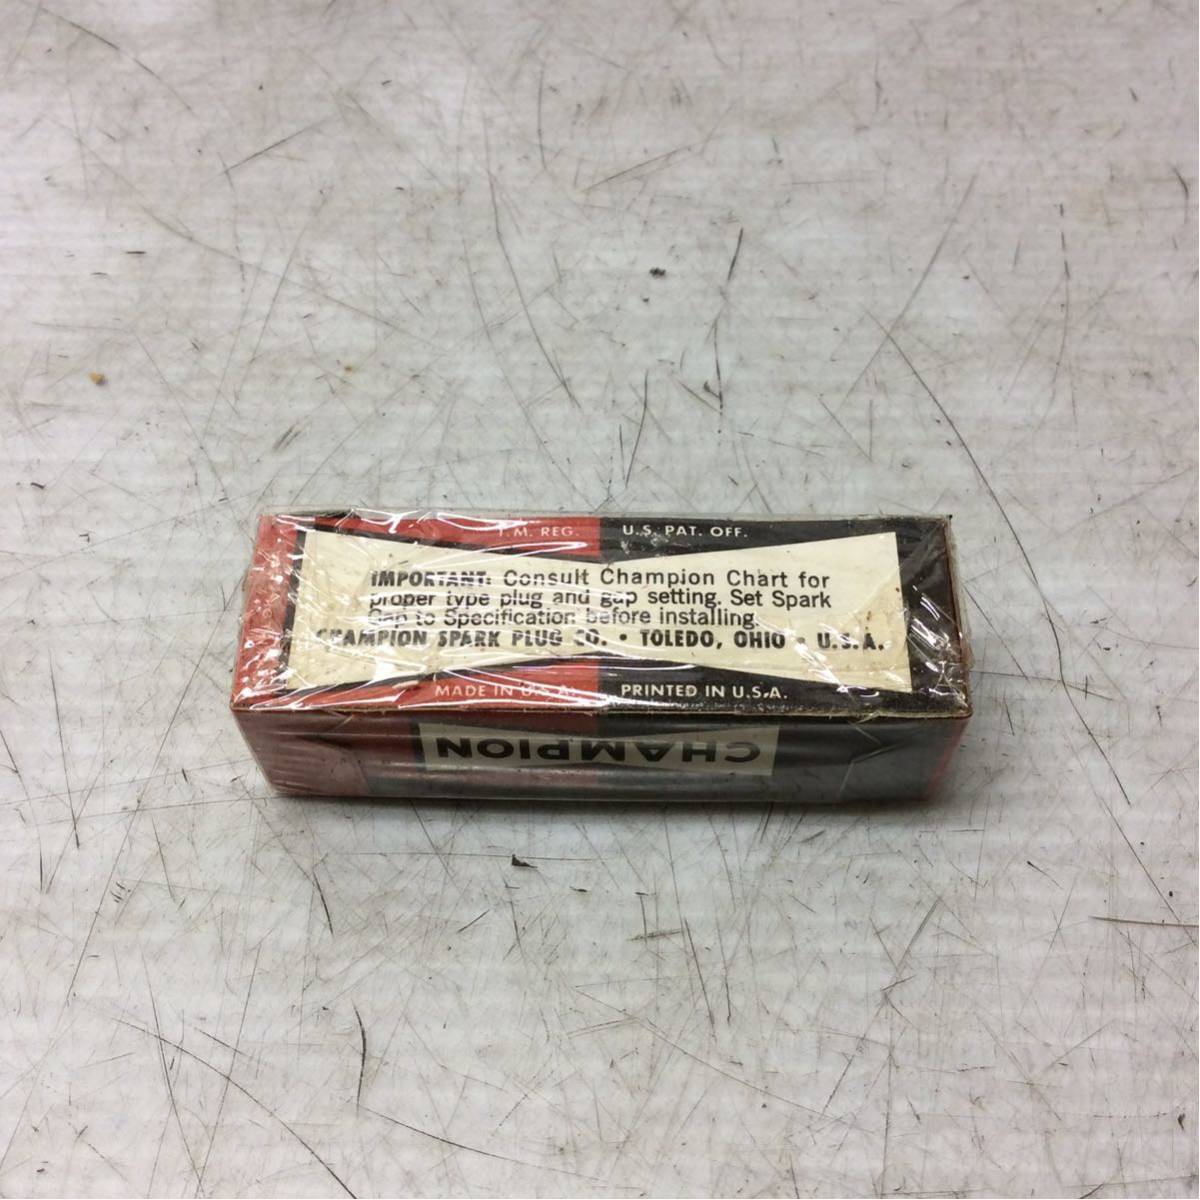 T.M. REG. U.S. PAT. OFF.
IMPORTANT: Consult Champion Chart for
proper type plug and gap setting. Set Spark
Gap to Specification before installing.
CHAMPION SPARK PLUG CO. • TOLEDO, OHIO • U.S.A.
MADE IN U.S.A. PRINTED IN U.S.A.
CHAMPION